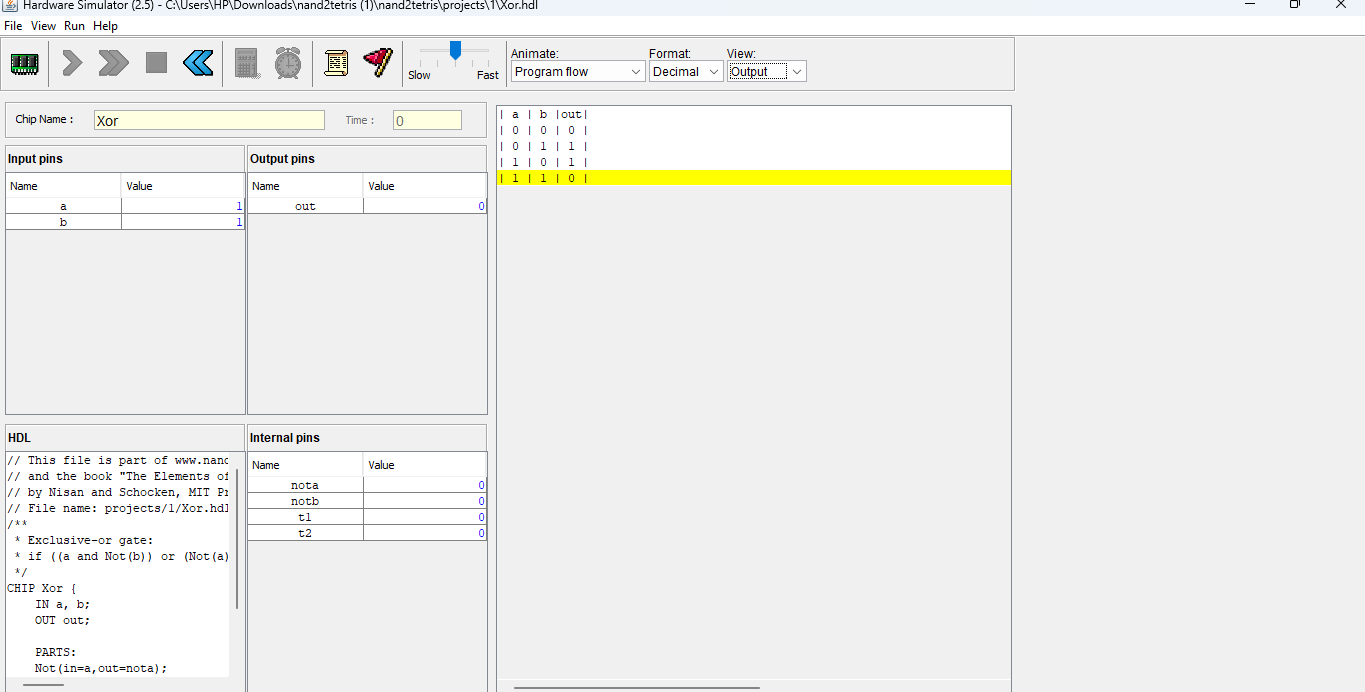 Hardware Simulator (2.5) - C:\Users\HP\Downloads\nand2tetris (1)\nand2tetris\projects\1\Xor.hdl
File View Run Help
Slow Fast
Animate: Format: View:
Program flow Decimal Output
Chip Name : Xor Time : 0
Input pins
Name Value
a 1
b 1
Output pins
Name Value
out 0
| a | b |out|
| 0 | 0 | 0 |
| 0 | 1 | 1 |
| 1 | 0 | 1 |
| 1 | 1 | 0 |
HDL
// This file is part of www.nand
// and the book "The Elements of
// by Nisan and Schocken, MIT Pr
// File name: projects/1/Xor.hdl
/**
* Exclusive-or gate:
* if ((a and Not(b)) or (Not(a)
*/
CHIP Xor {
IN a, b;
OUT out;
PARTS:
Not(in=a,out=nota);
Internal pins
Name Value
nota 0
notb 0
t1 0
t2 0